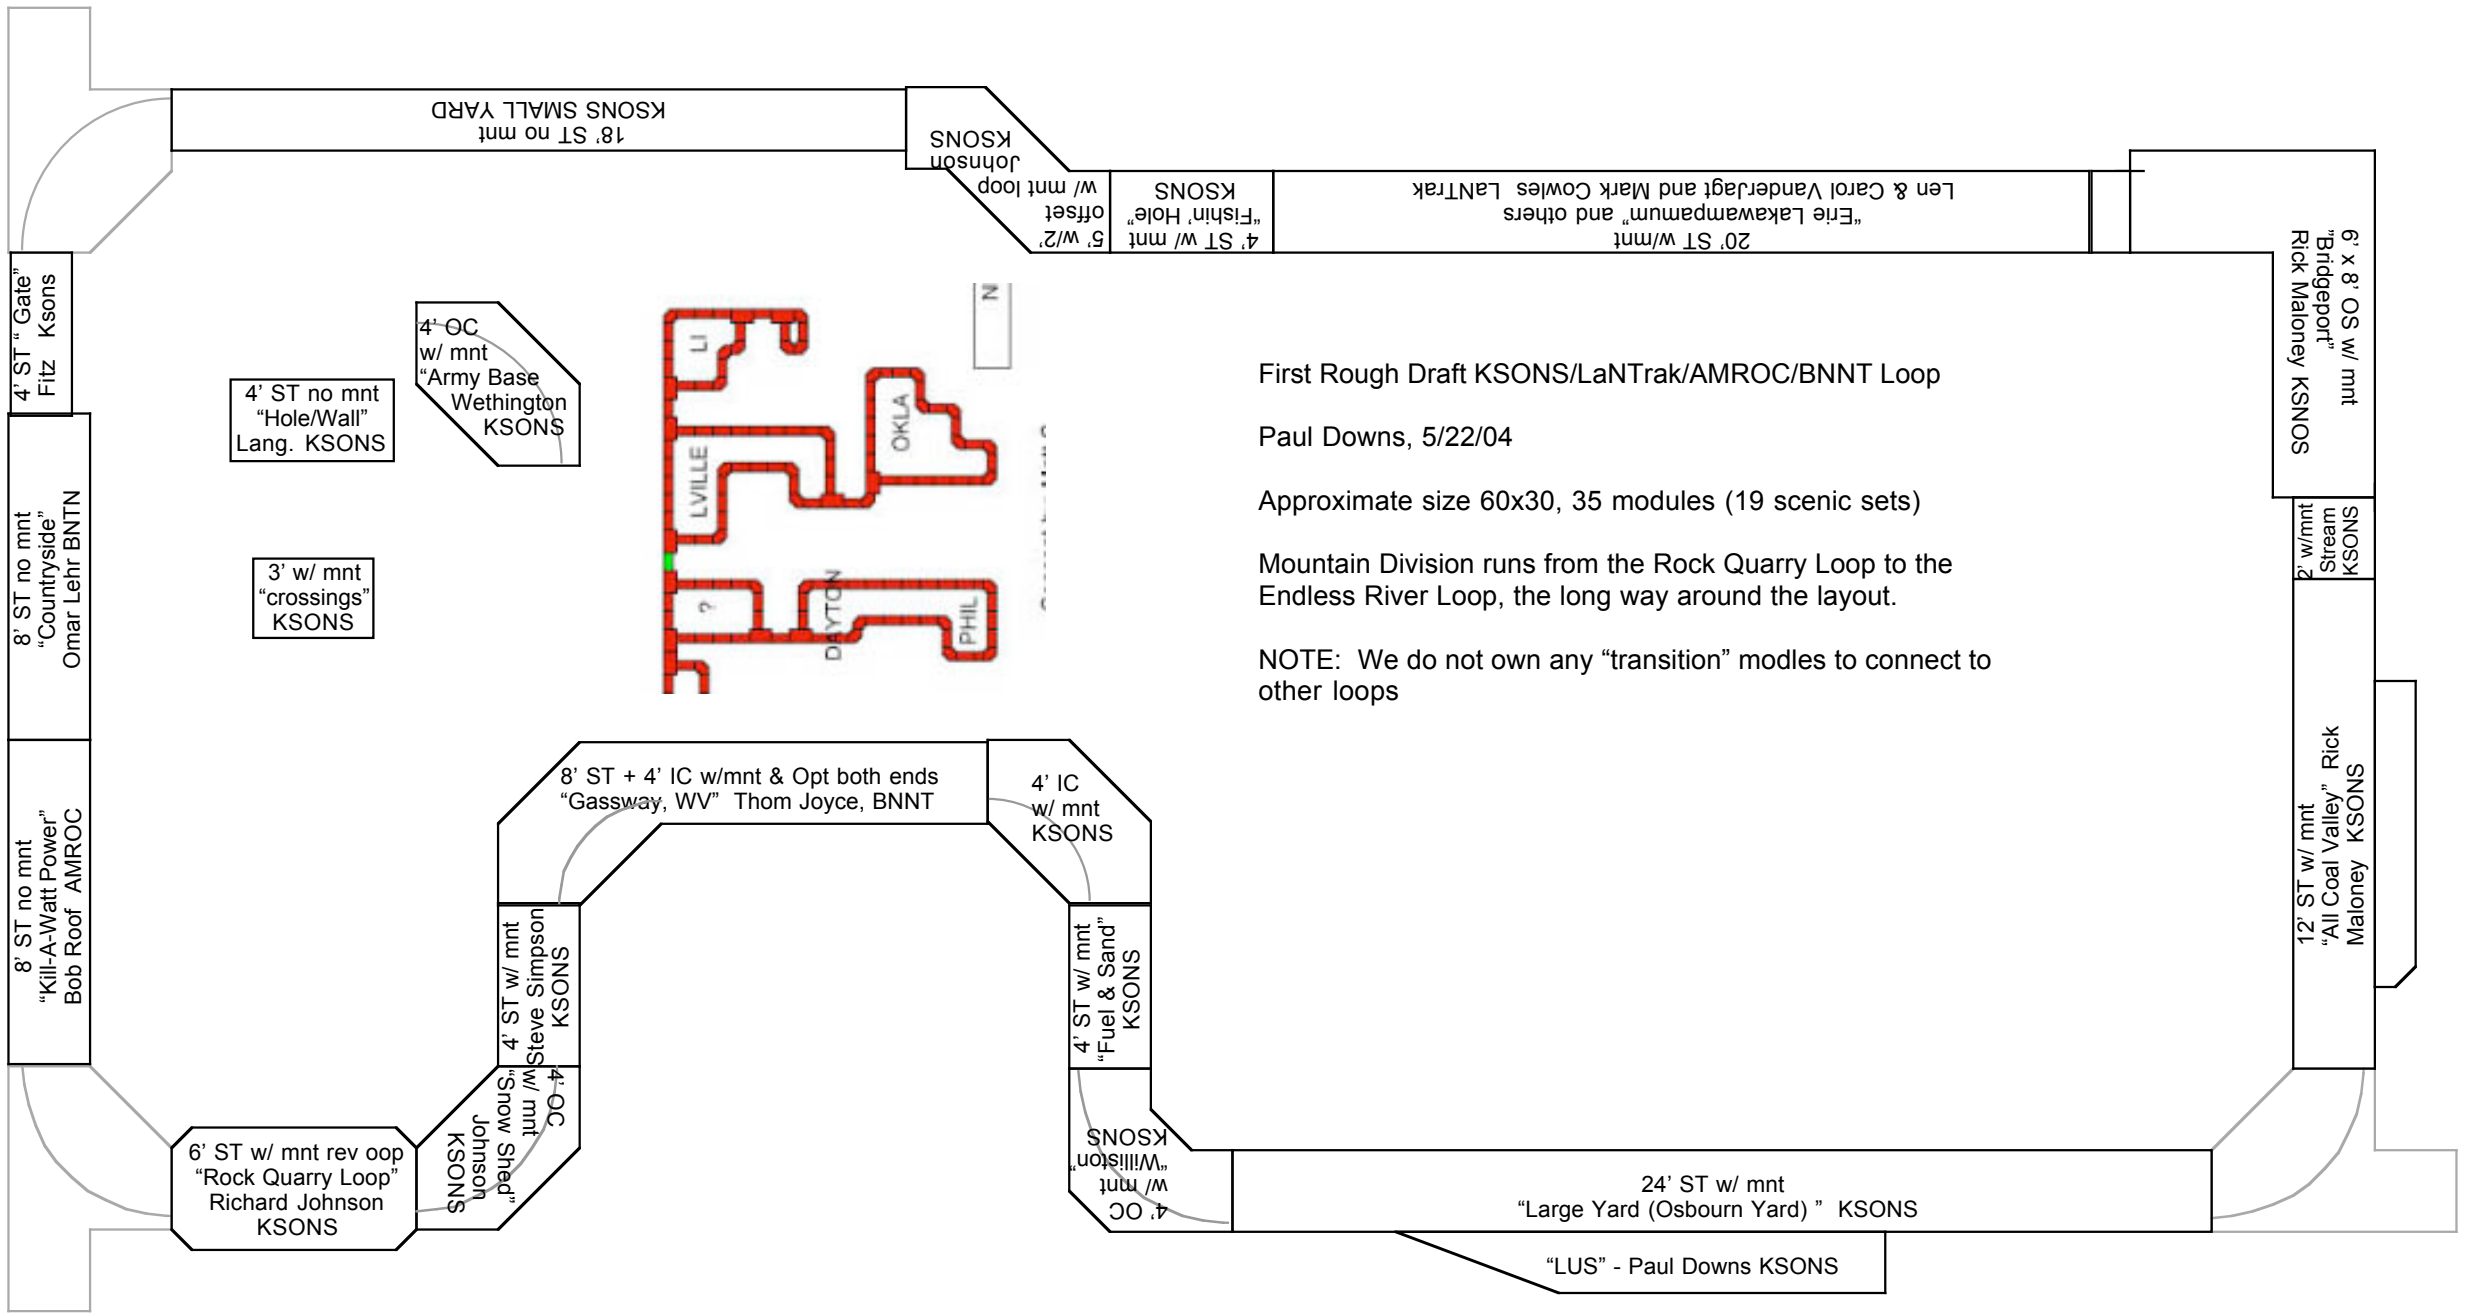 KSONS SMALL YARD
18’ ST no mnt
KSONS
Johnson
w/ mnt loop
offset
5’ w/2’
KSONS
“Fishin’ Hole”
4’ ST w/ mnt
Len & Carol VanderJagt and Mark Cowles  LaNTrak
“Erie Lakawampamum” and others
20’ ST w/mnt
6’ x 8’ OS w/ mnt
”Bridgeport”
Rick Maloney KSNOS
4’ ST “ Gate”
Fitz   Ksons
4’ OC
w/ mnt
“Army Base
Wethington
KSONS
4’ ST no mnt
“Hole/Wall”
Lang. KSONS
LI
LVILLE
OKLA
N
?
DAYTON
PHIL
First Rough Draft KSONS/LaNTrak/AMROC/BNNT Loop
Paul Downs, 5/22/04
Approximate size 60x30, 35 modules (19 scenic sets)
Mountain Division runs from the Rock Quarry Loop to the
Endless River Loop, the long way around the layout.
NOTE:  We do not own any “transition” modles to connect to
other loops
8’ ST no mnt
“Countryside”
Omar Lehr BNTN
3’ w/ mnt
“crossings”
KSONS
2’ w/mnt
Stream
KSONS
8’ ST no mnt
“Kill-A-Watt Power”
Bob Roof  AMROC
8’ ST + 4’ IC w/mnt & Opt both ends
“Gassway, WV”  Thom Joyce, BNNT
4’ IC
w/ mnt
KSONS
12’ ST w/ mnt
“All Coal Valley”  Rick
Maloney  KSONS
4’ ST w/ mnt
Steve Simpson
KSONS
4’ ST w/ mnt
“Fuel & Sand”
KSONS
4’ OC
w/ mnt
“Snow Shed”
Johnson
KSONS
6’ ST w/ mnt rev oop
“Rock Quarry Loop”
Richard Johnson
KSONS
KSONS
“Williston”
w/ mnt
4’ OC
24’ ST w/ mnt
“Large Yard (Osbourn Yard) ”  KSONS
“LUS” - Paul Downs KSONS